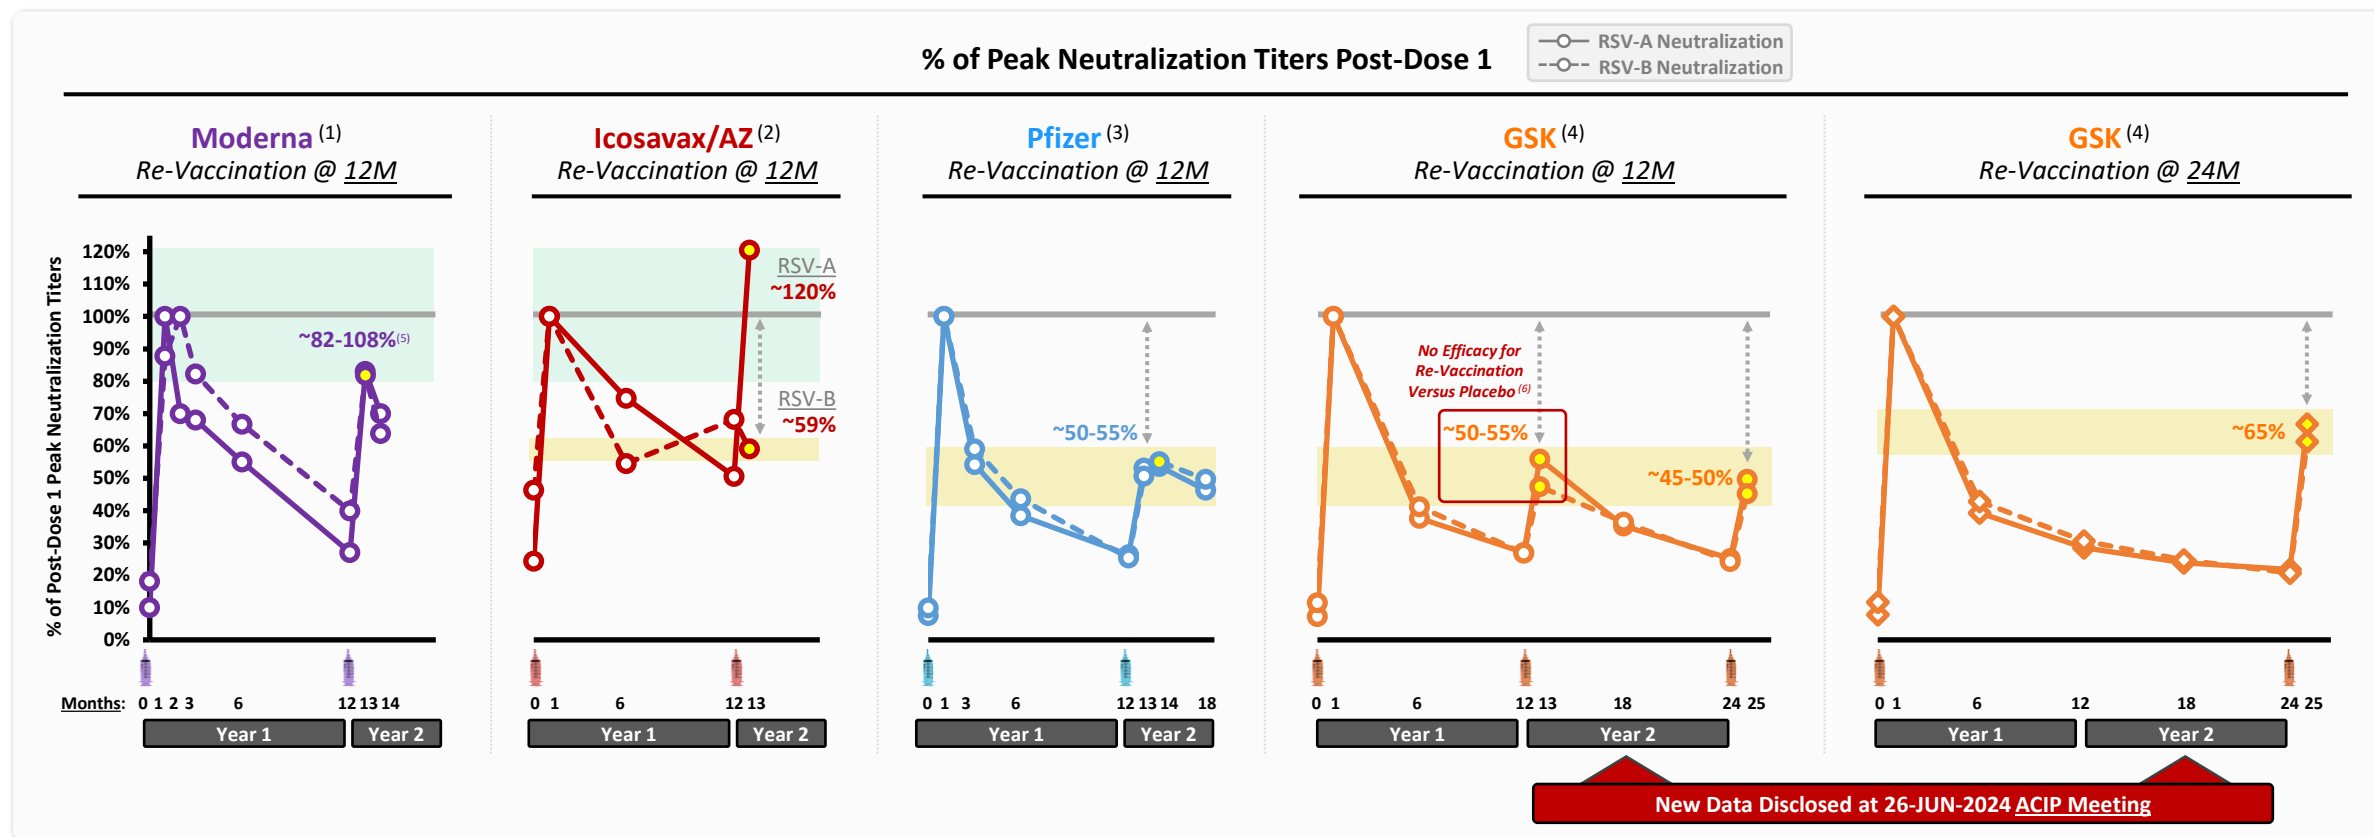 % of Peak Neutralization Titers Post-Dose 1
RSV-A Neutralization
RSV-B Neutralization
Moderna (1)
Re-Vaccination @ 12M
Icosavax/AZ (2)
Re-Vaccination @ 12M
Pfizer (3)
Re-Vaccination @ 12M
GSK (4)
Re-Vaccination @ 12M
GSK (4)
Re-Vaccination @ 24M
% of Post-Dose 1 Peak Neutralization Titers
120%
110%
100%
90%
80%
70%
60%
50%
40%
30%
20%
10%
0%
~82-108%(5)
RSV-A
~120%
RSV-B
~59%
~50-55%
No Efficacy for
Re-Vaccination
Versus Placebo (6)
~50-55%
~45-50%
~65%
Months: 0 1 2 3 6 12 13 14
0 1 6 12 13
0 1 3 6 12 13 14 18
0 1 6 12 13 18 24 25
0 1 6 12 18 24 25
Year 1 Year 2
Year 1 Year 2
Year 1 Year 2
Year 1 Year 2
Year 1 Year 2
New Data Disclosed at 26-JUN-2024 ACIP Meeting